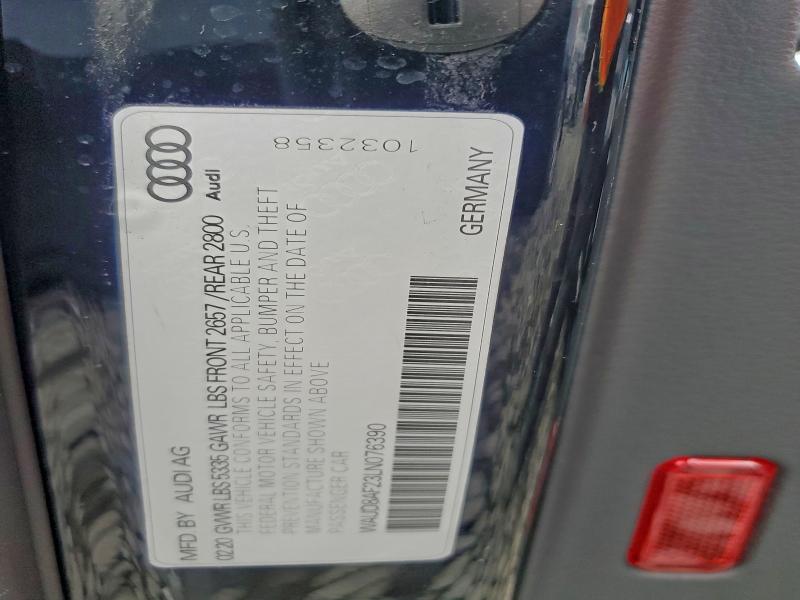 MFD BY AUDI AG
02.20 GVWR LBS 5335 GAWR LBS FRONT 2657/REAR 2800 Audi
THIS VEHICLE CONFORMS TO ALL APPLICABLE U.S.
FEDERAL MOTOR VEHICLE SAFETY, BUMPER AND THEFT
PREVENTION STANDARDS IN EFFECT ON THE DATE OF
MANUFACTURE SHOWN ABOVE
PASSENGER CAR
WAUD8AF23LN076390
GERMANY
1032358